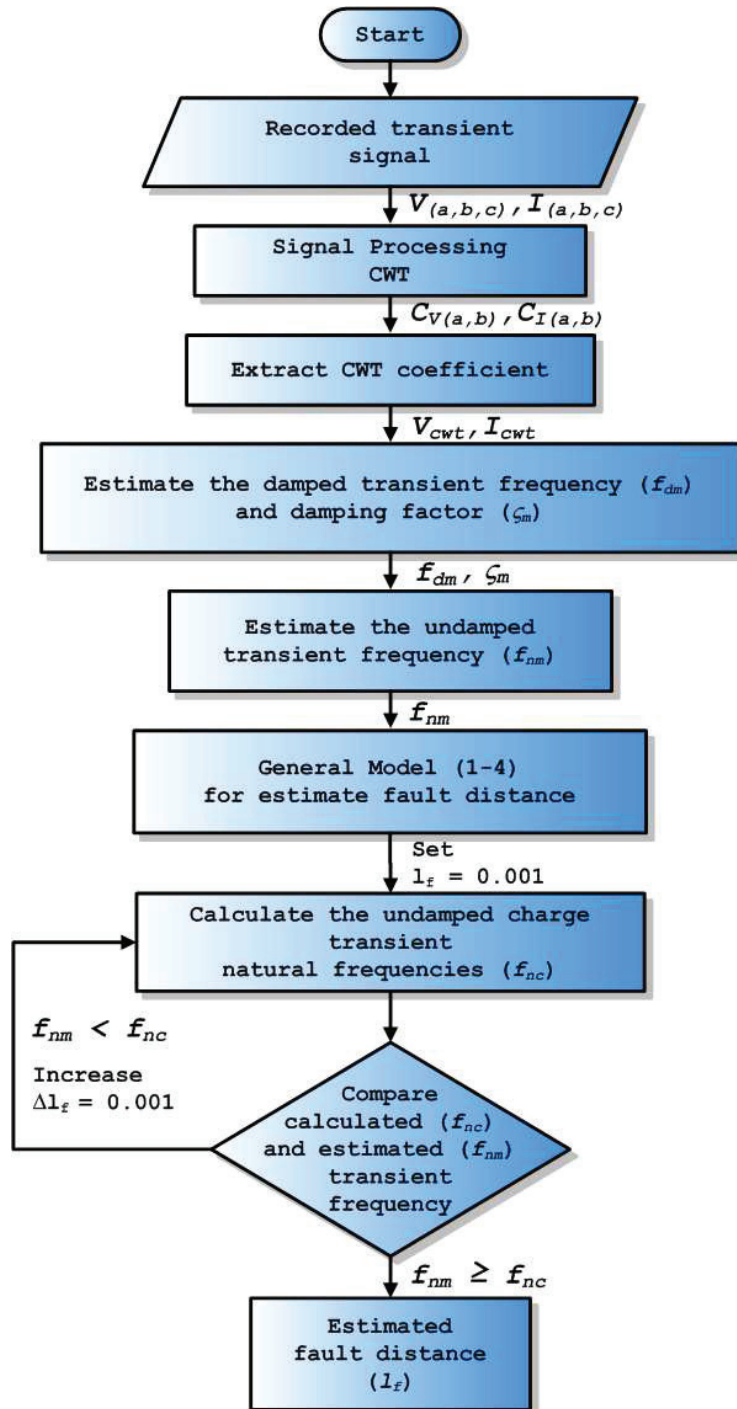 Start
Recorded transient
signal
V(a,b,c), I(a,b,c)
Signal Processing
CWT
CV(a,b), CI(a,b)
Extract CWT coefficient
Vcwt, Icwt
Estimate the damped transient frequency (fdm)
and damping factor (ςm)
fdm, ςm
Estimate the undamped
transient frequency (fnm)
fnm
General Model (1-4)
for estimate fault distance
Set
lf = 0.001
Calculate the undamped charge
transient
natural frequencies (fnc)
fnm < fnc
Increase
Δlf = 0.001
Compare
calculated (fnc)
and estimated (fnm)
transient
frequency
fnm ≥ fnc
Estimated
fault distance
(lf)